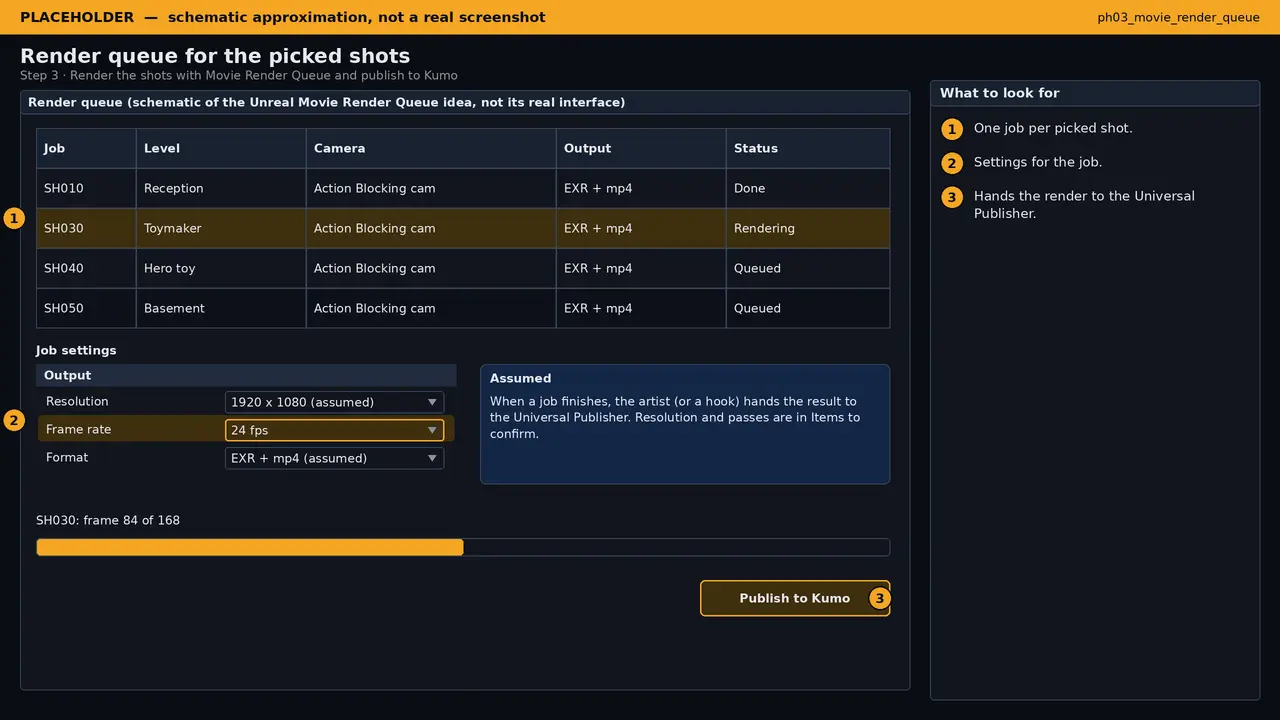 PLACEHOLDER — schematic approximation, not a real screenshot
ph03_movie_render_queue
Render queue for the picked shots
Step 3 · Render the shots with Movie Render Queue and publish to Kumo
Render queue (schematic of the Unreal Movie Render Queue idea, not its real interface)
Job Level Camera Output Status
SH010 Reception Action Blocking cam EXR + mp4 Done
1
SH030 Toymaker Action Blocking cam EXR + mp4 Rendering
SH040 Hero toy Action Blocking cam EXR + mp4 Queued
SH050 Basement Action Blocking cam EXR + mp4 Queued
Job settings
Output
Resolution 1920 x 1080 (assumed)
2
Frame rate 24 fps
Format EXR + mp4 (assumed)
Assumed
When a job finishes, the artist (or a hook) hands the result to
the Universal Publisher. Resolution and passes are in Items to
confirm.
SH030: frame 84 of 168
Publish to Kumo 3
What to look for
1 One job per picked shot.
2 Settings for the job.
3 Hands the render to the Universal
Publisher.